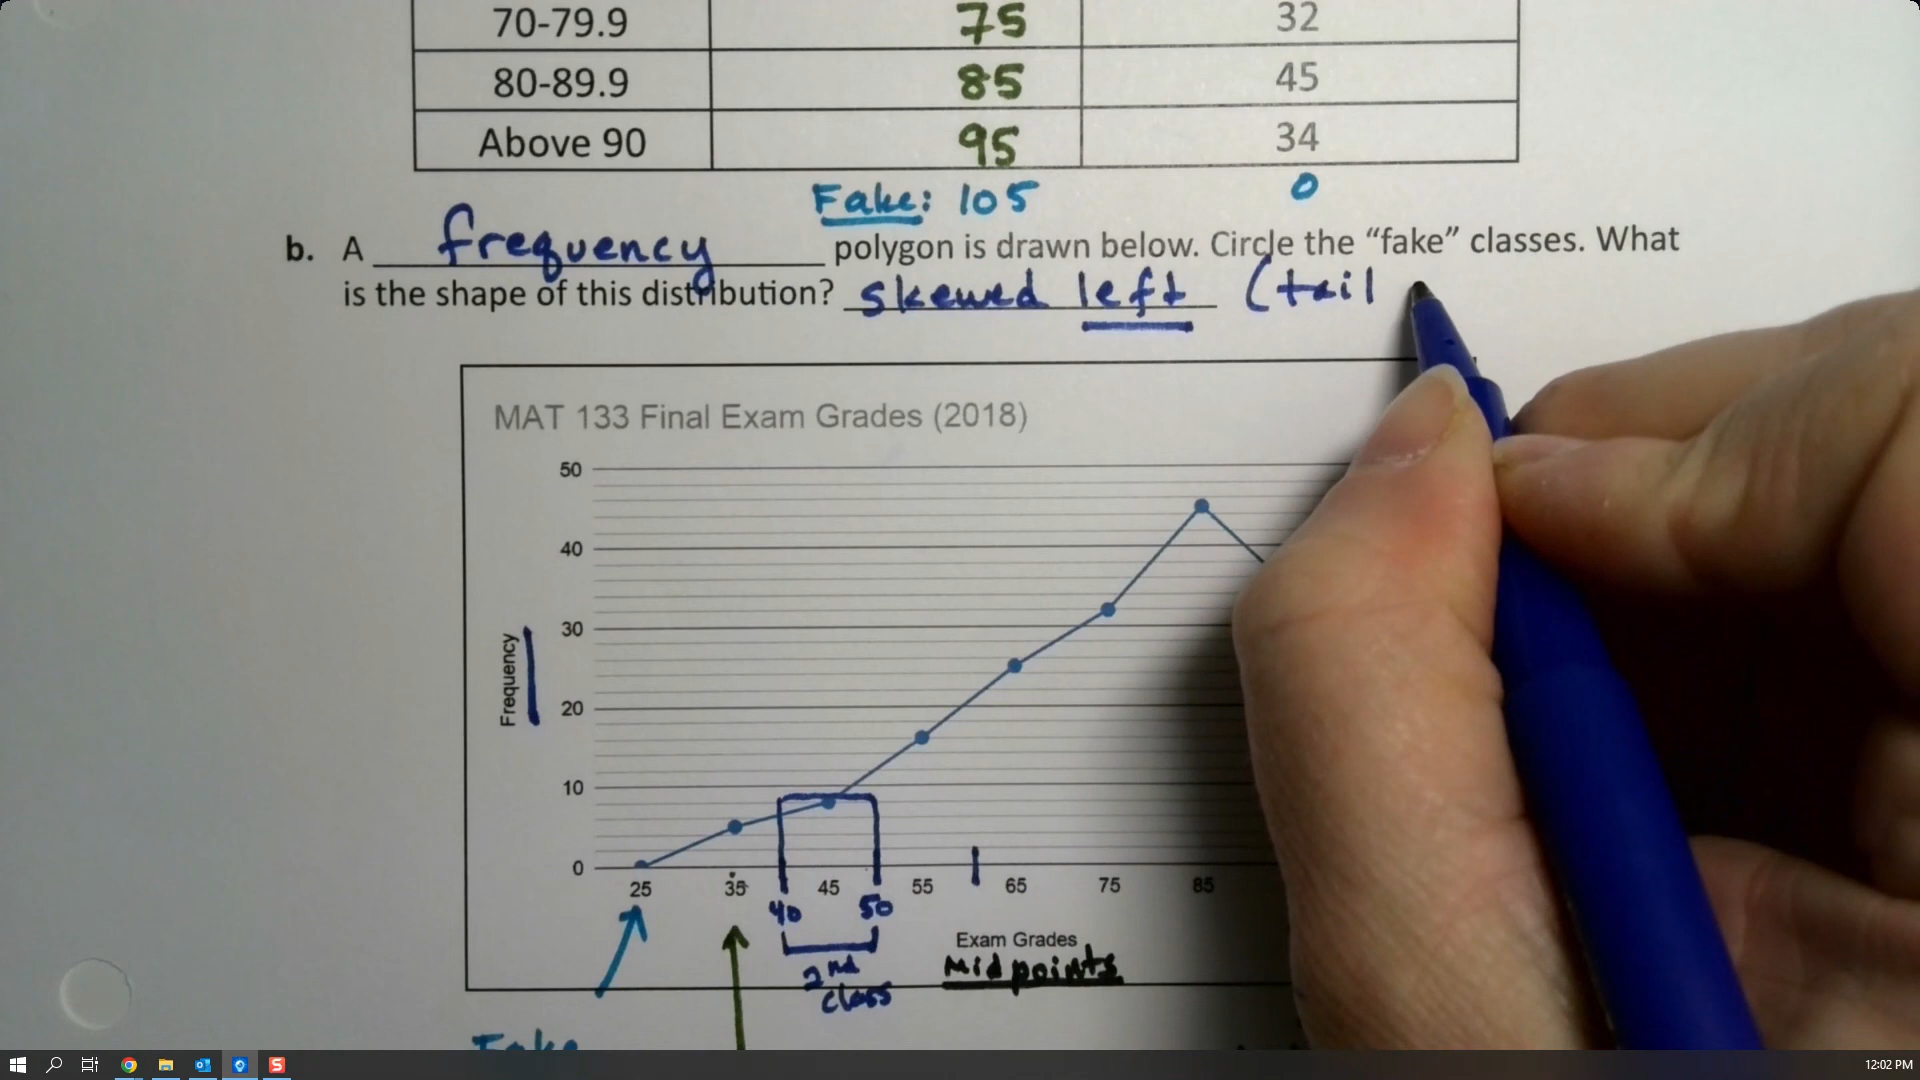 70-79.9 75 32
80-89.9 85 45
Above 90 95 34
Fake: 105 0
b. A frequency polygon is drawn below. Circle the “fake” classes. What
is the shape of this distribution? skewed left (tail
MAT 133 Final Exam Grades (2018)
50
40
30
Frequency
20
10
0
25 35 45 55 65 75 85
40 50
Exam Grades
Midpoints
2nd
class
Fake
12:02 PM